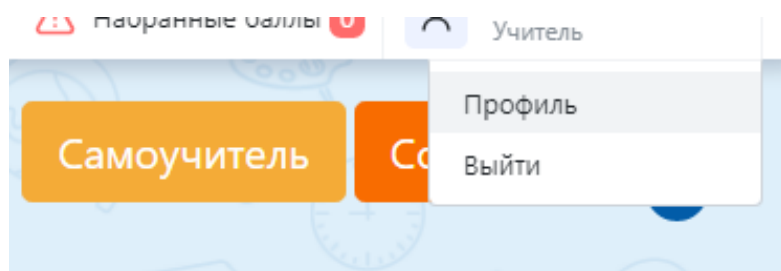 Набранные баллы 0
Учитель
Профиль
Самоучитель
Выйти